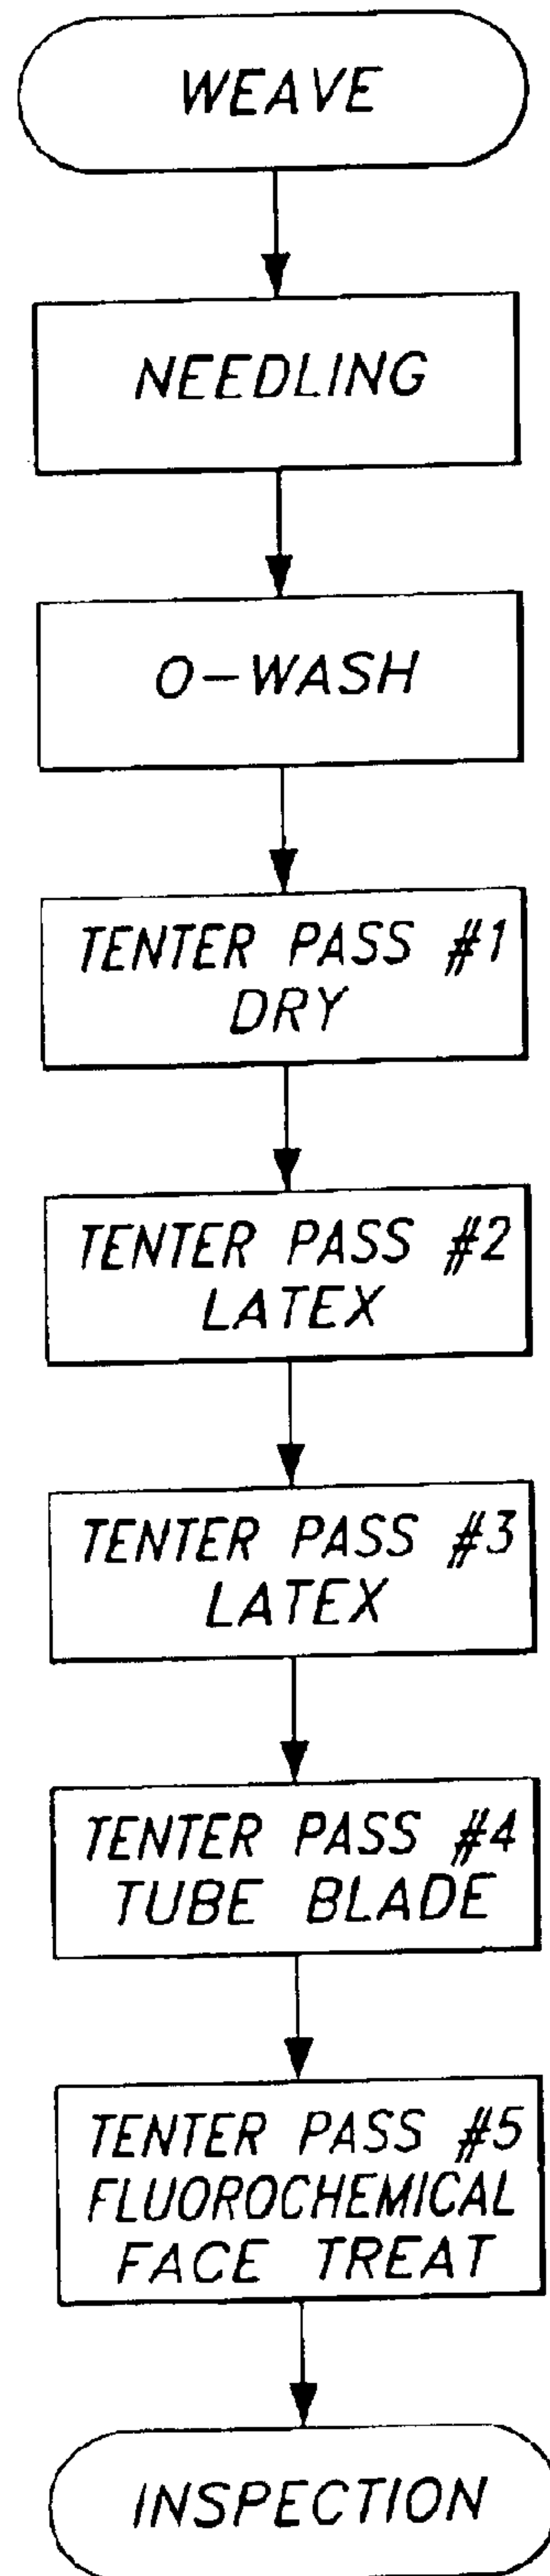 WEAVE
NEEDLING
O-WASH
TENTER PASS #1
DRY
TENTER PASS #2
LATEX
TENTER PASS #3
LATEX
TENTER PASS #4
TUBE BLADE
TENTER PASS #5
FLUOROCHEMICAL
FACE TREAT
INSPECTION